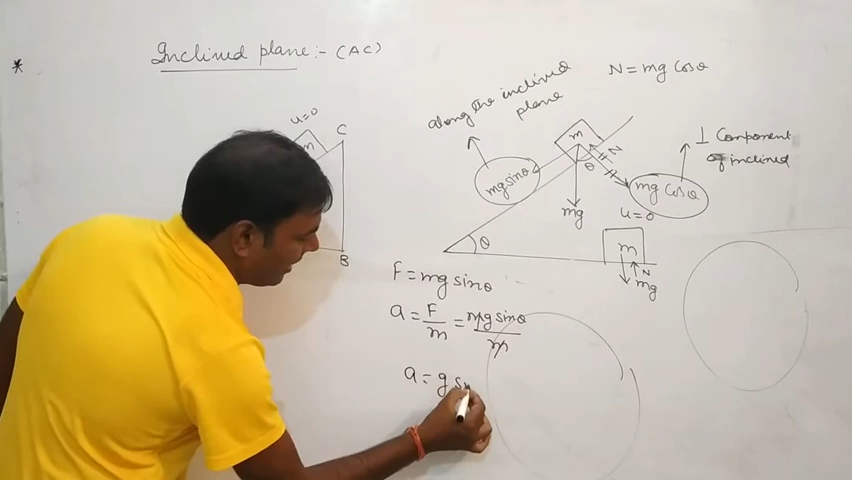 * Inclined plane :- (AC)
u=0
m
C
B
along the inclined
plane
N = mg Cosθ
m
N
θ
mg sinθ
mg Cosθ
mg
⊥ Component
of inclined
θ
u=0
m
N
mg
F = mg sinθ
a = F/m = mg sinθ/m
a = g s